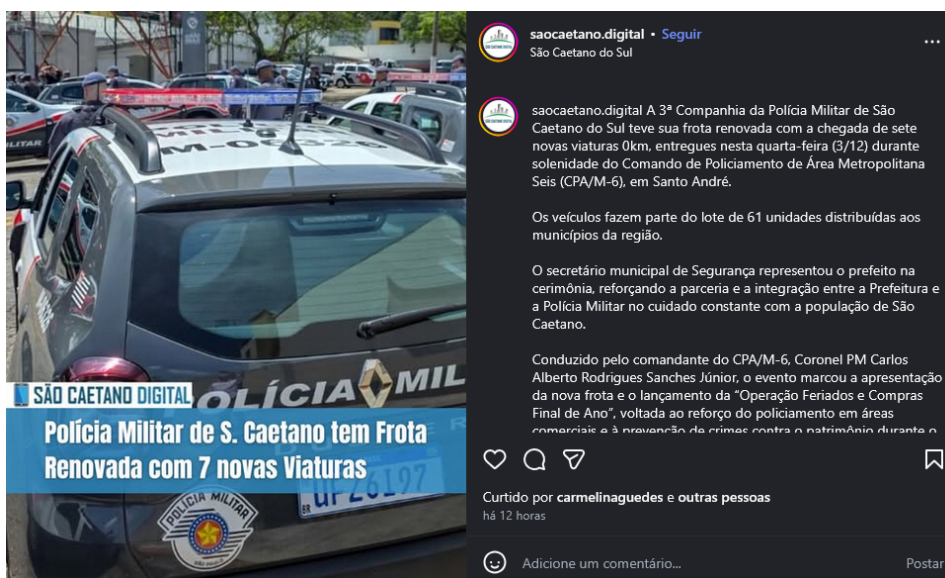 SÃO CAETANO DIGITAL
Polícia Militar de S. Caetano tem Frota
Renovada com 7 novas Viaturas
POLÍCIA MIL
POLÍCIA MILITAR
SÃO PAULO
BR
MILITAR
saocaetano.digital • Seguir
São Caetano do Sul
saocaetano.digital A 3ª Companhia da Polícia Militar de São
Caetano do Sul teve sua frota renovada com a chegada de sete
novas viaturas 0km, entregues nesta quarta-feira (3/12) durante
solenidade do Comando de Policiamento de Área Metropolitana
Seis (CPA/M-6), em Santo André.
Os veículos fazem parte do lote de 61 unidades distribuídas aos
municípios da região.
O secretário municipal de Segurança representou o prefeito na
cerimônia, reforçando a parceria e a integração entre a Prefeitura e
a Polícia Militar no cuidado constante com a população de São
Caetano.
Conduzido pelo comandante do CPA/M-6, Coronel PM Carlos
Alberto Rodrigues Sanches Júnior, o evento marcou a apresentação
da nova frota e o lançamento da “Operação Feriados e Compras
Final de Ano”, voltada ao reforço do policiamento em áreas
comerciais e à prevenção de crimes contra o patrimônio durante o
Curtido por carmelinaguedes e outras pessoas
há 12 horas
Adicione um comentário...
Postar